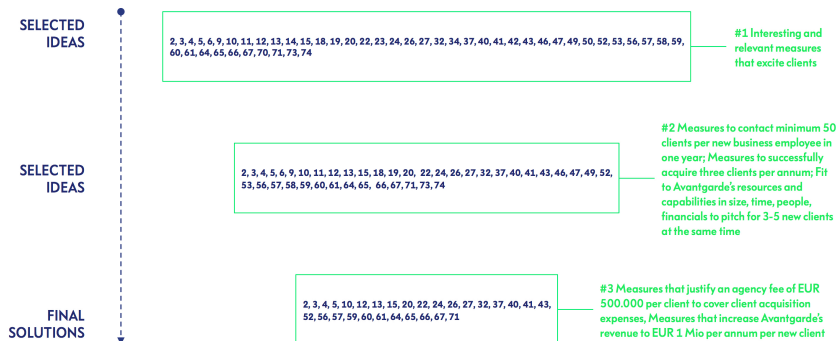 SELECTED
IDEAS
2, 3, 4, 5, 6, 9, 10, 11, 12, 13, 14, 15, 18, 19, 20, 22, 23, 24, 26, 27, 32, 34, 37, 40, 41, 42, 43, 46, 47, 49, 50, 52, 53, 56, 57, 58, 59,
60, 61, 64, 65, 66, 67, 70, 71, 73, 74
#1 Interesting and
relevant measures
that excite clients
SELECTED
IDEAS
2, 3, 4, 5, 6, 9, 10, 11, 12, 13, 15, 18, 19, 20, 22, 24, 26, 27, 32, 37, 40, 41, 43, 46, 47, 49, 52,
53, 56, 57, 58, 59, 60, 61, 64, 65, 66, 67, 71, 73, 74
#2 Measures to contact minimum 50
clients per new business employee in
one year; Measures to successfully
acquire three clients per annum; Fit
to Avantgarde's resources and
capabilities in size, time, people,
financials to pitch for 3-5 new clients
at the same time
FINAL
SOLUTIONS
2, 3, 4, 5, 10, 12, 13, 15, 20, 22, 24, 26, 27, 32, 37, 40, 41, 43,
52, 56, 57, 59, 60, 61, 64, 65, 66, 67, 71
#3 Measures that justify an agency fee of EUR
500.000 per client to cover client acquisition
expenses, Measures that increase Avantgarde's
revenue to EUR 1 Mio per annum per new client